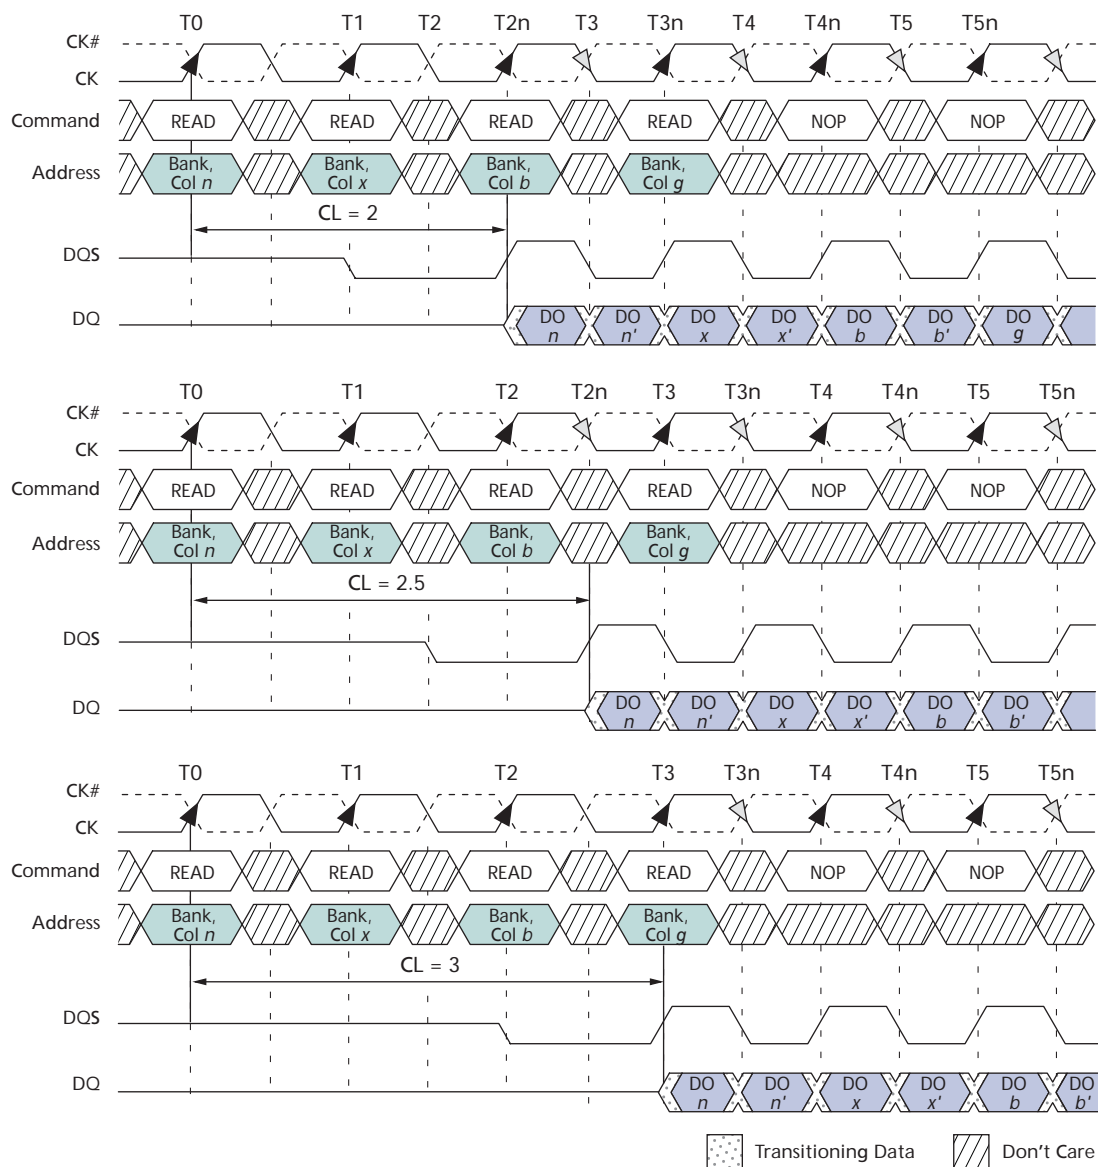 T0 T1 T2 T2n T3 T3n T4 T4n T5 T5n
CK#
CK
Command READ READ READ READ NOP NOP
Address Bank, Col n Bank, Col x Bank, Col b Bank, Col g
CL = 2
DQS
DQ DO n DO n' DO x DO x' DO b DO b' DO g
T0 T1 T2 T2n T3 T3n T4 T4n T5 T5n
CK#
CK
Command READ READ READ READ NOP NOP
Address Bank, Col n Bank, Col x Bank, Col b Bank, Col g
CL = 2.5
DQS
DQ DO n DO n' DO x DO x' DO b DO b'
T0 T1 T2 T3 T3n T4 T4n T5 T5n
CK#
CK
Command READ READ READ READ NOP NOP
Address Bank, Col n Bank, Col x Bank, Col b Bank, Col g
CL = 3
DQS
DQ DO n DO n' DO x DO x' DO b DO b'
Transitioning Data Don't Care